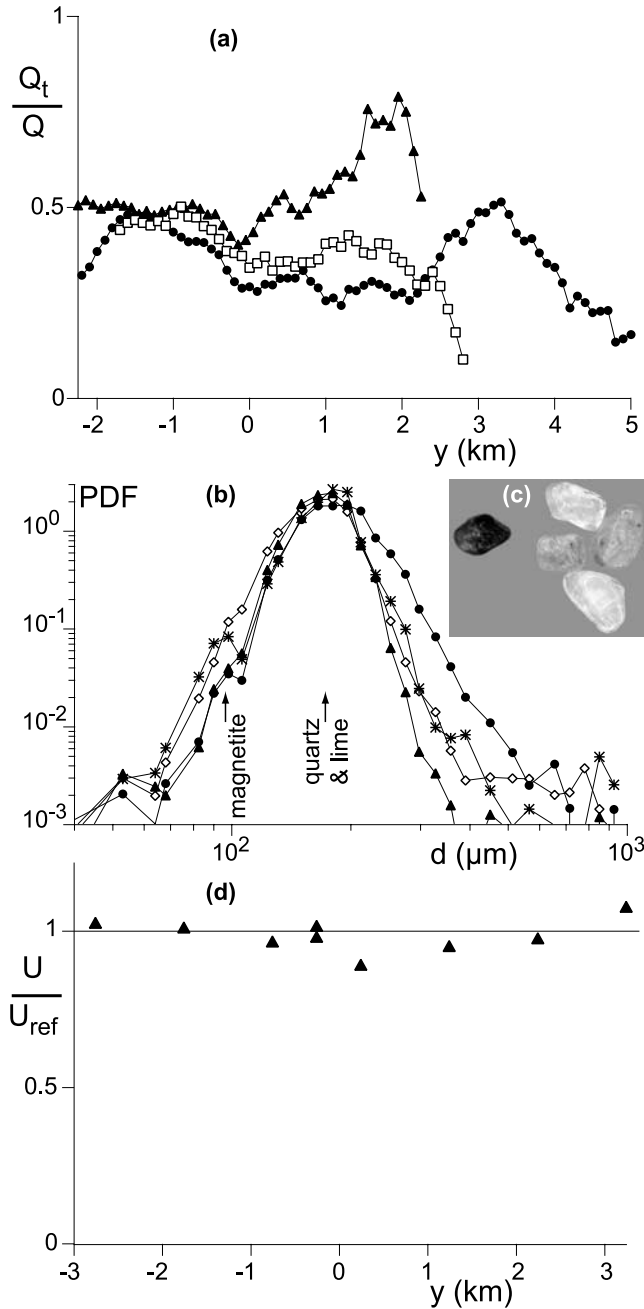 (a)
Q_t
Q
1
0.5
0
-2 -1 0 1 2 3 4 5
y (km)
PDF
(b)
(c)
10^0
10^-1
10^-2
10^-3
magnetite
quartz
& lime
10^2
10^3
d (µm)
(d)
U
U_ref
1
0.5
0
-3 -2 -1 0 1 2 3
y (km)